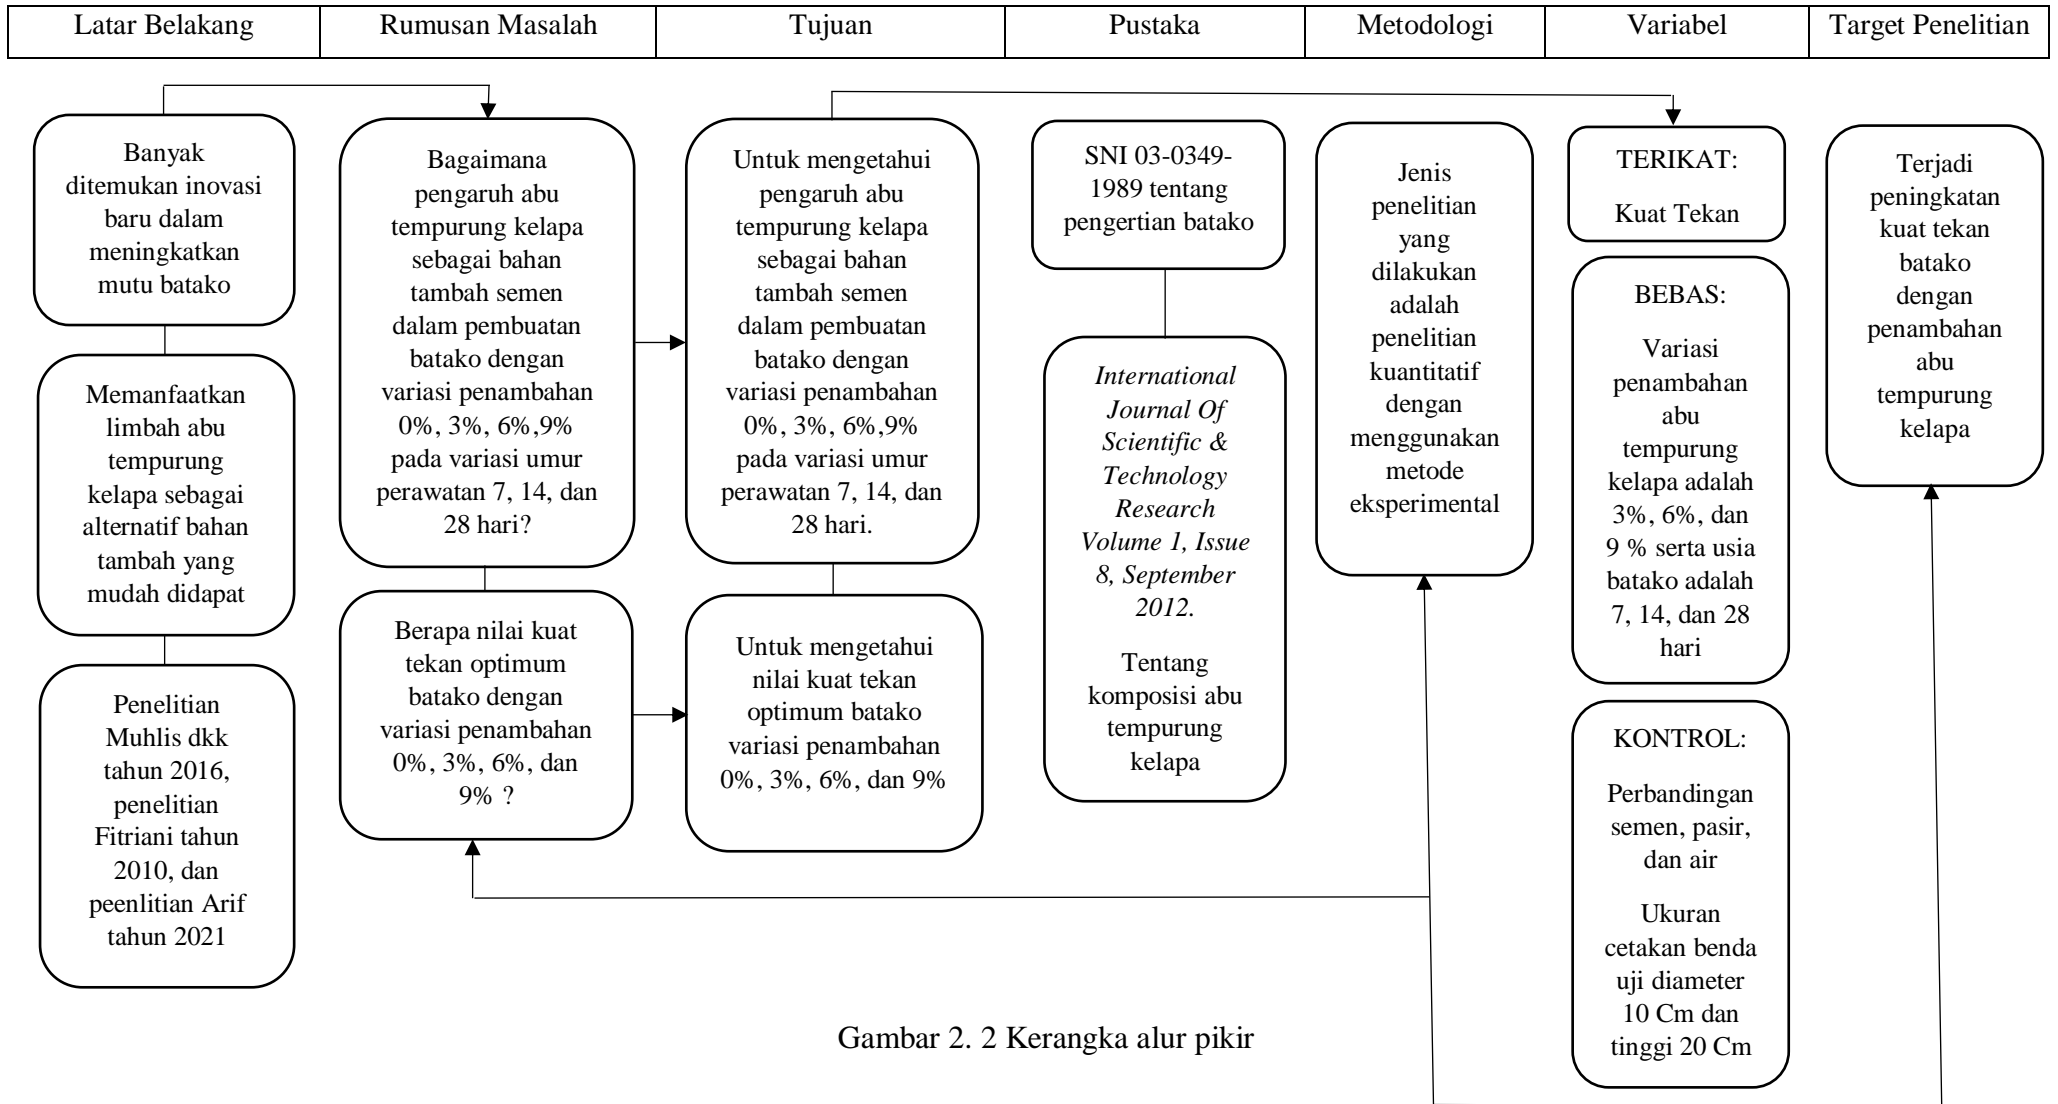 Latar Belakang
Rumusan Masalah
Tujuan
Pustaka
Metodologi
Variabel
Target Penelitian
Banyak
ditemukan inovasi
baru dalam
meningkatkan
mutu batako
Memanfaatkan
limbah abu
tempurung
kelapa sebagai
alternatif bahan
tambah yang
mudah didapat
Penelitian
Muhlis dkk
tahun 2016,
penelitian
Fitriani tahun
2010, dan
peenlitian Arif
tahun 2021
Bagaimana
pengaruh abu
tempurung kelapa
sebagai bahan
tambah semen
dalam pembuatan
batako dengan
variasi penambahan
0%, 3%, 6%,9%
pada variasi umur
perawatan 7, 14, dan
28 hari?
Berapa nilai kuat
tekan optimum
batako dengan
variasi penambahan
0%, 3%, 6%, dan
9% ?
Untuk mengetahui
pengaruh abu
tempurung kelapa
sebagai bahan
tambah semen
dalam pembuatan
batako dengan
variasi penambahan
0%, 3%, 6%,9%
pada variasi umur
perawatan 7, 14, dan
28 hari.
Untuk mengetahui
nilai kuat tekan
optimum batako
variasi penambahan
0%, 3%, 6%, dan 9%
SNI 03-0349-
1989 tentang
pengertian batako
International
Journal Of
Scientific &
Technology
Research
Volume 1, Issue
8, September
2012.
Tentang
komposisi abu
tempurung
kelapa
Jenis
penelitian
yang
dilakukan
adalah
penelitian
kuantitatif
dengan
menggunakan
metode
eksperimental
TERIKAT:
Kuat Tekan
BEBAS:
Variasi
penambahan
abu
tempurung
kelapa adalah
3%, 6%, dan
9 % serta usia
batako adalah
7, 14, dan 28
hari
KONTROL:
Perbandingan
semen, pasir,
dan air
Ukuran
cetakan benda
uji diameter
10 Cm dan
tinggi 20 Cm
Terjadi
peningkatan
kuat tekan
batako
dengan
penambahan
abu
tempurung
kelapa
Gambar 2. 2 Kerangka alur pikir